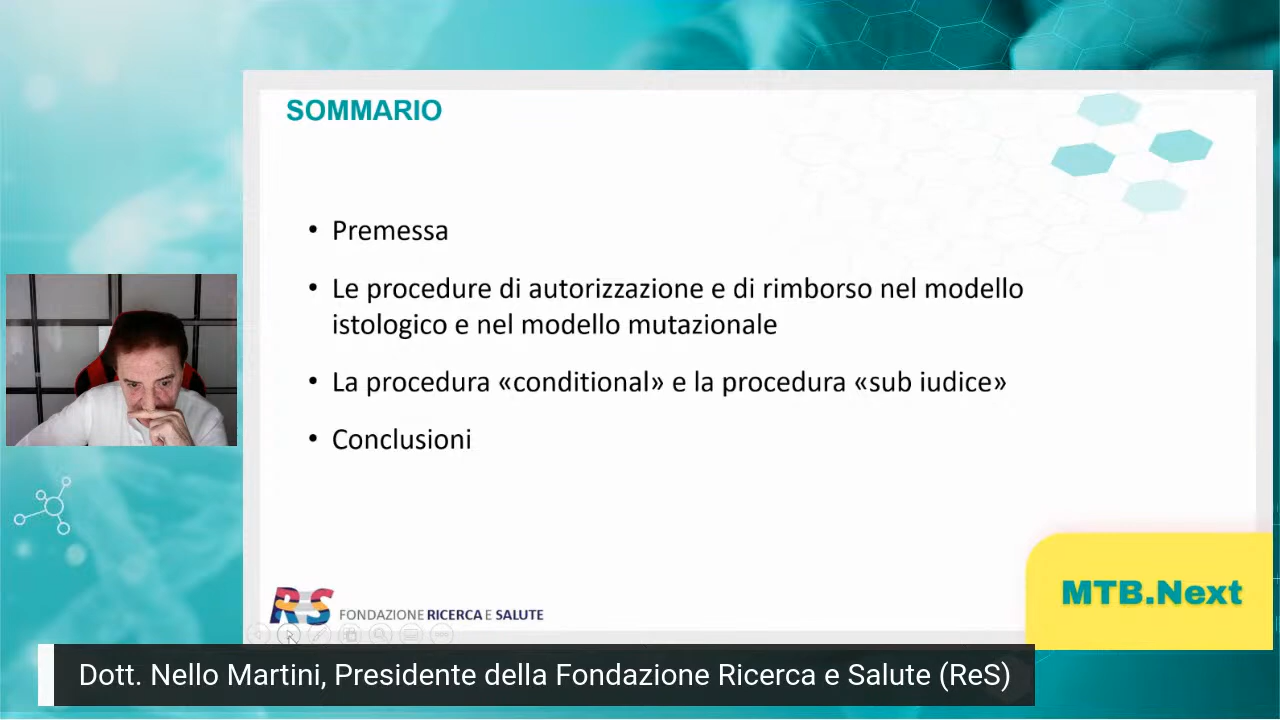 SOMMARIO
• Premessa
• Le procedure di autorizzazione e di rimborso nel modello
istologico e nel modello mutazionale
• La procedura «conditional» e la procedura «sub iudice»
• Conclusioni
ReS FONDAZIONE RICERCA E SALUTE
MTB.Next
Dott. Nello Martini, Presidente della Fondazione Ricerca e Salute (ReS)